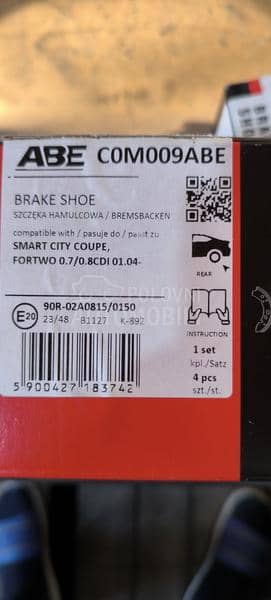 ABE C0M009ABE
BRAKE SHOE
SZCZĘKA HAMULCOWA / BREMSBACKEN
compatible with / pasuje do / passt zu
SMART CITY COUPE,
FORTWO 0.7/0.8CDI 01.04-
REAR
90R-02A0815/0150
E20 23/48 B1127 K-892
INSTRUCTION
1 set
kpl./Satz
4 pcs
szt./st.
5 900427 183742